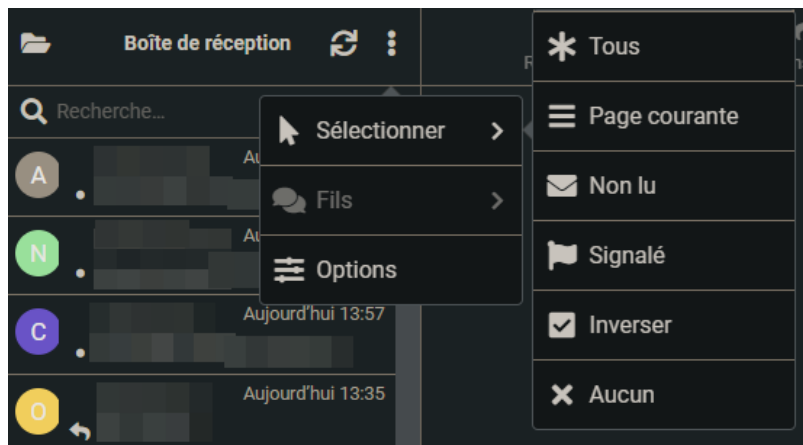 Boîte de réception
Recherche…
A
N
C
Aujourd'hui 13:57
O
Aujourd'hui 13:35
Sélectionner
Fils
Options
Tous
Page courante
Non lu
Signalé
Inverser
Aucun